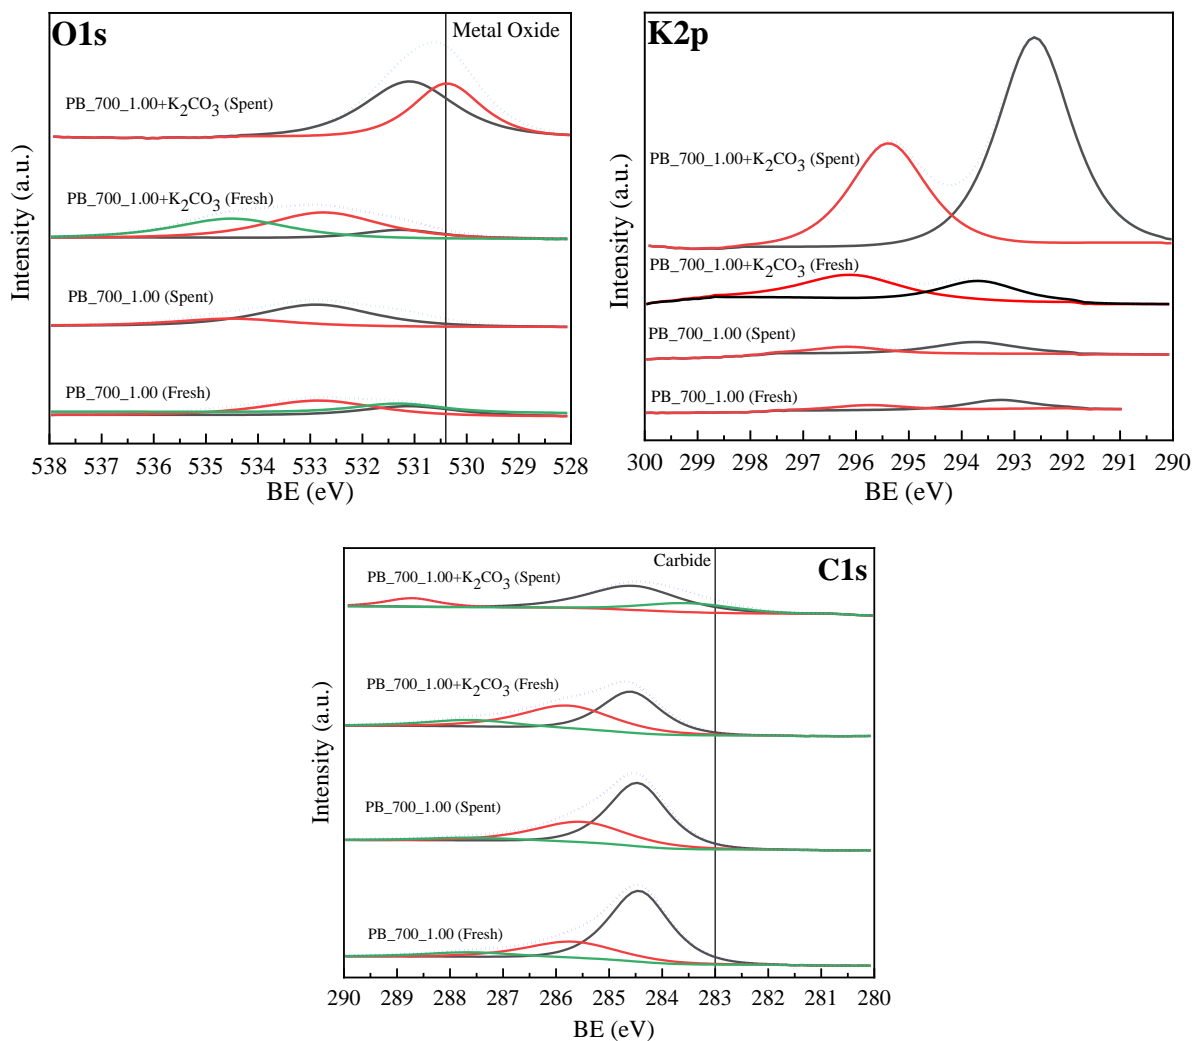 O1s
Metal Oxide
PB_700_1.00+K₂CO₃ (Spent)
PB_700_1.00+K₂CO₃ (Fresh)
PB_700_1.00 (Spent)
PB_700_1.00 (Fresh)
Intensity (a.u.)
538 537 536 535 534 533 532 531 530 529 528
BE (eV)
K2p
PB_700_1.00+K₂CO₃ (Spent)
PB_700_1.00+K₂CO₃ (Fresh)
PB_700_1.00 (Spent)
PB_700_1.00 (Fresh)
Intensity (a.u.)
300 299 298 297 296 295 294 293 292 291 290
BE (eV)
Carbide
C1s
PB_700_1.00+K₂CO₃ (Spent)
PB_700_1.00+K₂CO₃ (Fresh)
PB_700_1.00 (Spent)
PB_700_1.00 (Fresh)
Intensity (a.u.)
290 289 288 287 286 285 284 283 282 281 280
BE (eV)